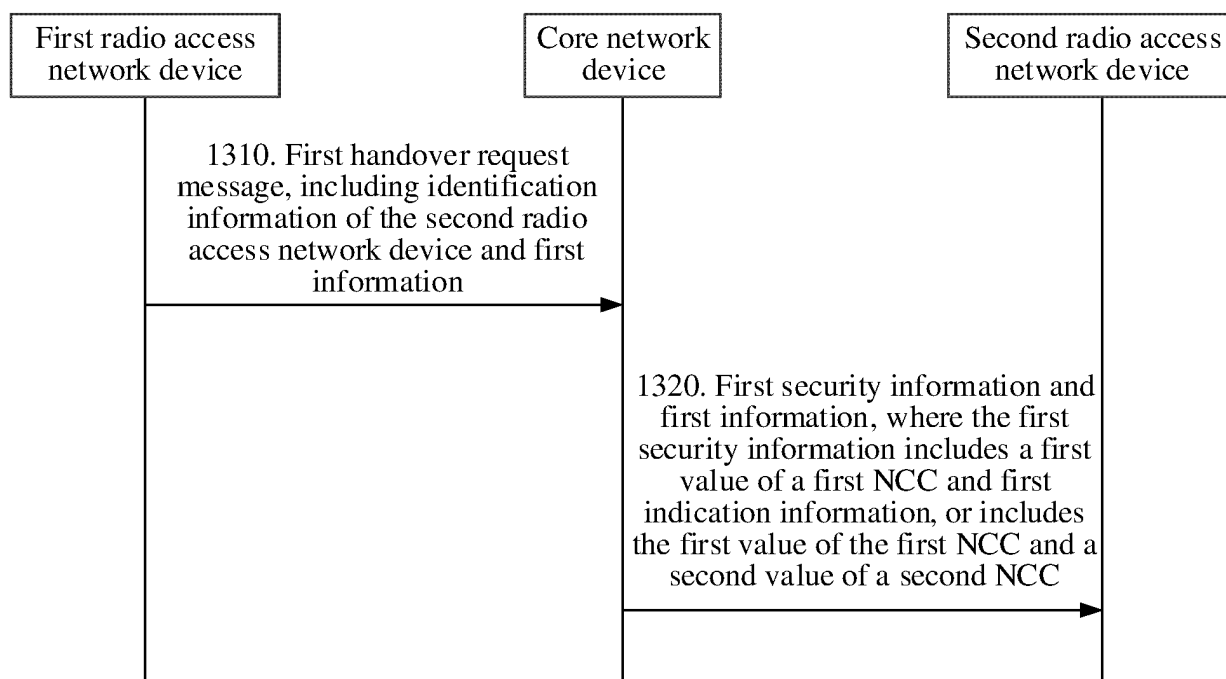 First radio access
network device
Core network
device
Second radio access
network device
1310. First handover request
message, including identification
information of the second radio
access network device and first
information
1320. First security information and
first information, where the first
security information includes a first
value of a first NCC and first
indication information, or includes
the first value of the first NCC and a
second value of a second NCC